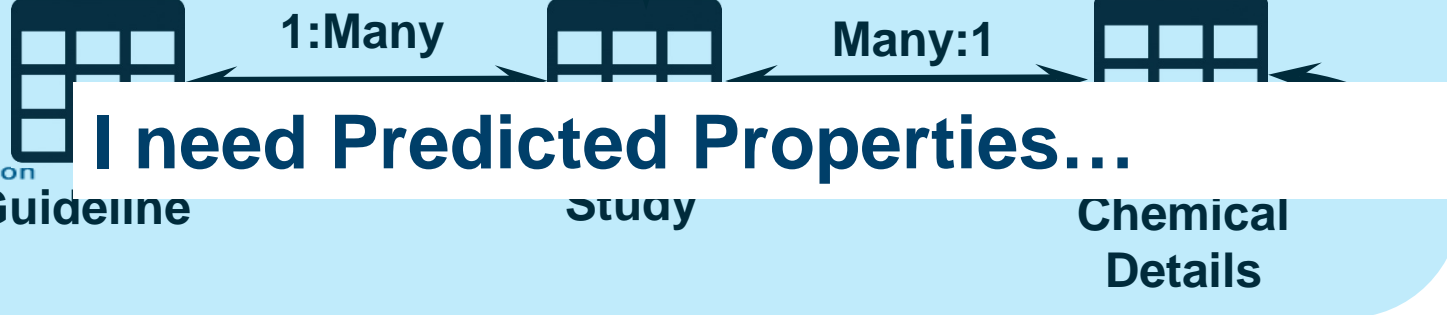 1:Many
Many:1
I need Predicted Properties…
on
Guideline
Study
Chemical
Details